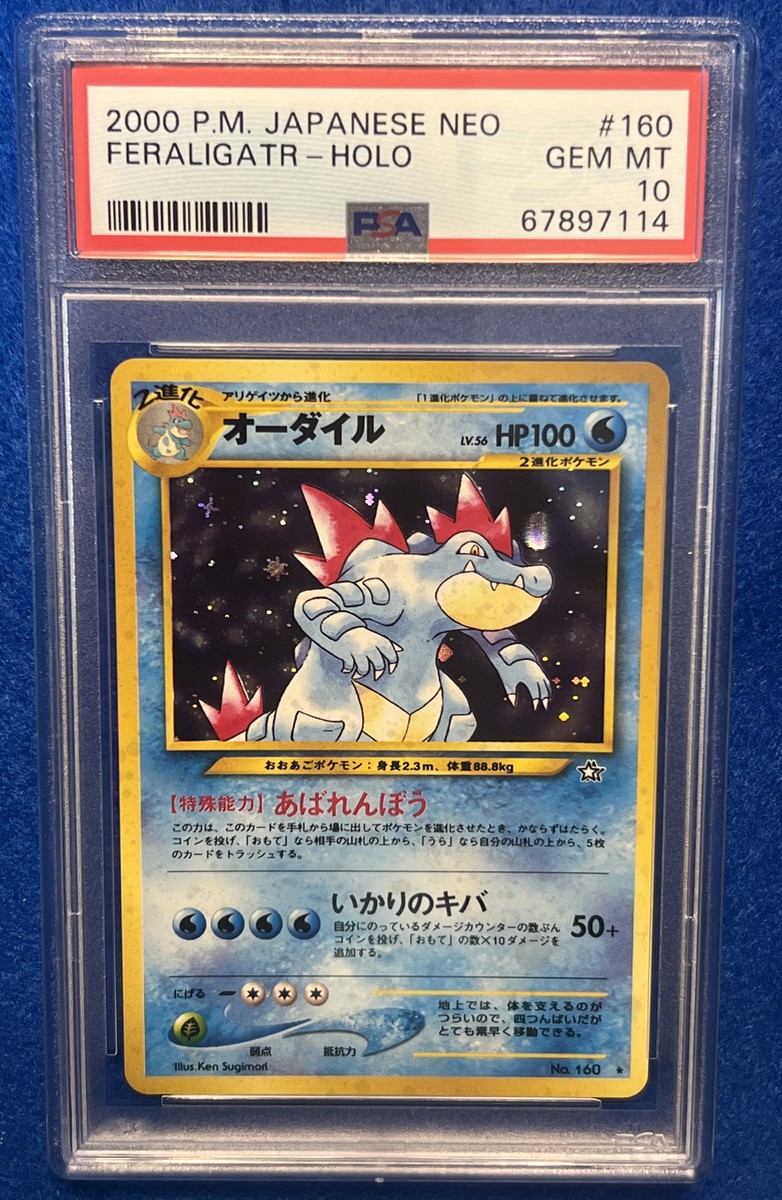 2000 P.M. JAPANESE NEO #160
FERALIGATR - HOLO GEM MT
10
PSA 67897114
2進化
アリゲイツから進化 「1進化ポケモン」の上に重ねて進化させます。
オーダイル LV.56 HP100
2進化ポケモン
おおあごポケモン：身長2.3m、体重88.8kg
【特殊能力】あばれんぼう
この力は、このカードを手札から場に出してポケモンを進化させたとき、かならずはたらく。
コインを投げ、「おもて」なら相手の山札の上から、「うら」なら自分の山札の上から、5枚
のカードをトラッシュする。
いかりのキバ
自分にのっているダメージカウンターの数ぶん
コインを投げ、「おもて」の数×10ダメージを
追加する。
50+
にげる
地上では、体を支えるのが
つらいので、四つんばいだが
とても素早く移動できる。
弱点 抵抗力
Illus.Ken Sugimori No. 160 ★
PSA